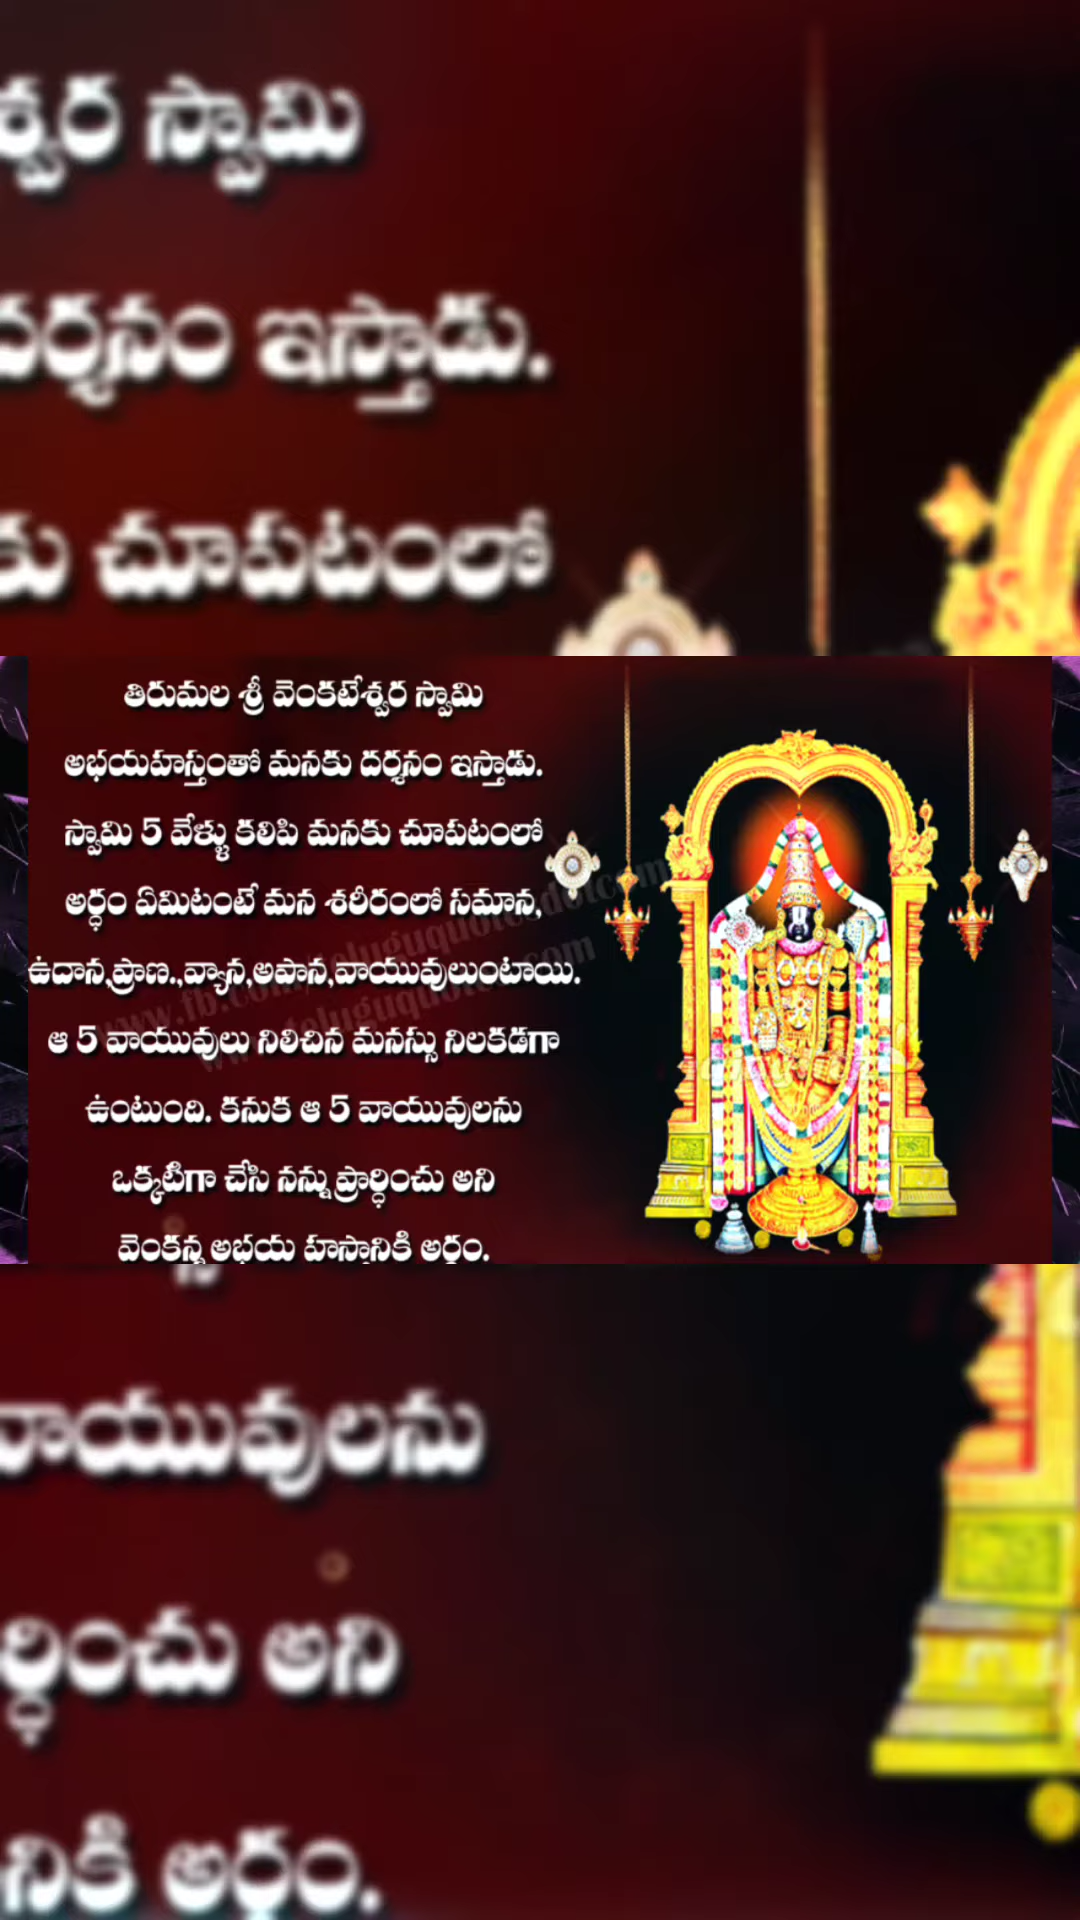 శ్వర స్వామి
దర్శనం ఇస్తాడు.
కు చూపటంలో
తిరుమల శ్రీ వెంకటేశ్వర స్వామి
అభయహస్తంతో మనకు దర్శనం ఇస్తాడు.
స్వామి 5 వేళ్ళు కలిపి మనకు చూపటంలో
అర్ధం ఏమిటంటే మన శరీరంలో సమాన,
ఉదాన,ప్రాణ.,వ్యాన,అపాన,వాయువులుంటాయి.
ఆ 5 వాయువులు నిలిచిన మనస్సు నిలకడగా
ఉంటుంది. కనుక ఆ 5 వాయువులను
ఒక్కటిగా చేసి నన్ను ప్రార్ధించు అని
వెంకన్న అభయ హస్తానికి అర్ధం.
వాయువులను
ర్ధించు అని
నికి అర్ధం.